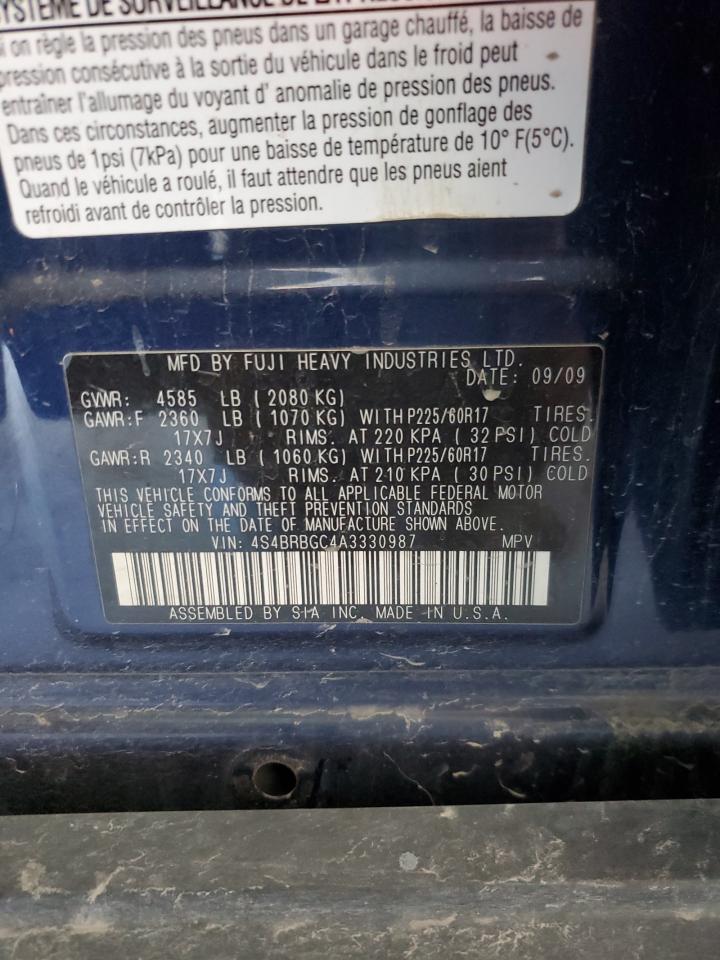 SYSTÈME DE SURVEILLANCE DE
si on règle la pression des pneus dans un garage chauffé, la baisse de
pression consécutive à la sortie du véhicule dans le froid peut
entraîner l'allumage du voyant d' anomalie de pression des pneus.
Dans ces circonstances, augmenter la pression de gonflage des
pneus de 1psi (7kPa) pour une baisse de température de 10° F(5°C).
Quand le véhicule a roulé, il faut attendre que les pneus aient
refroidi avant de contrôler la pression.
MFD BY FUJI HEAVY INDUSTRIES LTD.
DATE: 09/09
GVWR: 4585 LB ( 2080 KG)
GAWR:F 2360 LB ( 1070 KG) WITH P225/60R17 TIRES.
17X7J RIMS. AT 220 KPA ( 32 PSI) COLD
GAWR:R 2340 LB ( 1060 KG) WITH P225/60R17 TIRES.
17X7J RIMS. AT 210 KPA ( 30 PSI) COLD
THIS VEHICLE CONFORMS TO ALL APPLICABLE FEDERAL MOTOR
VEHICLE SAFETY AND THEFT PREVENTION STANDARDS
IN EFFECT ON THE DATE OF MANUFACTURE SHOWN ABOVE.
VIN: 4S4BRBGC4A3330987 MPV
ASSEMBLED BY SIA INC. MADE IN U.S.A.